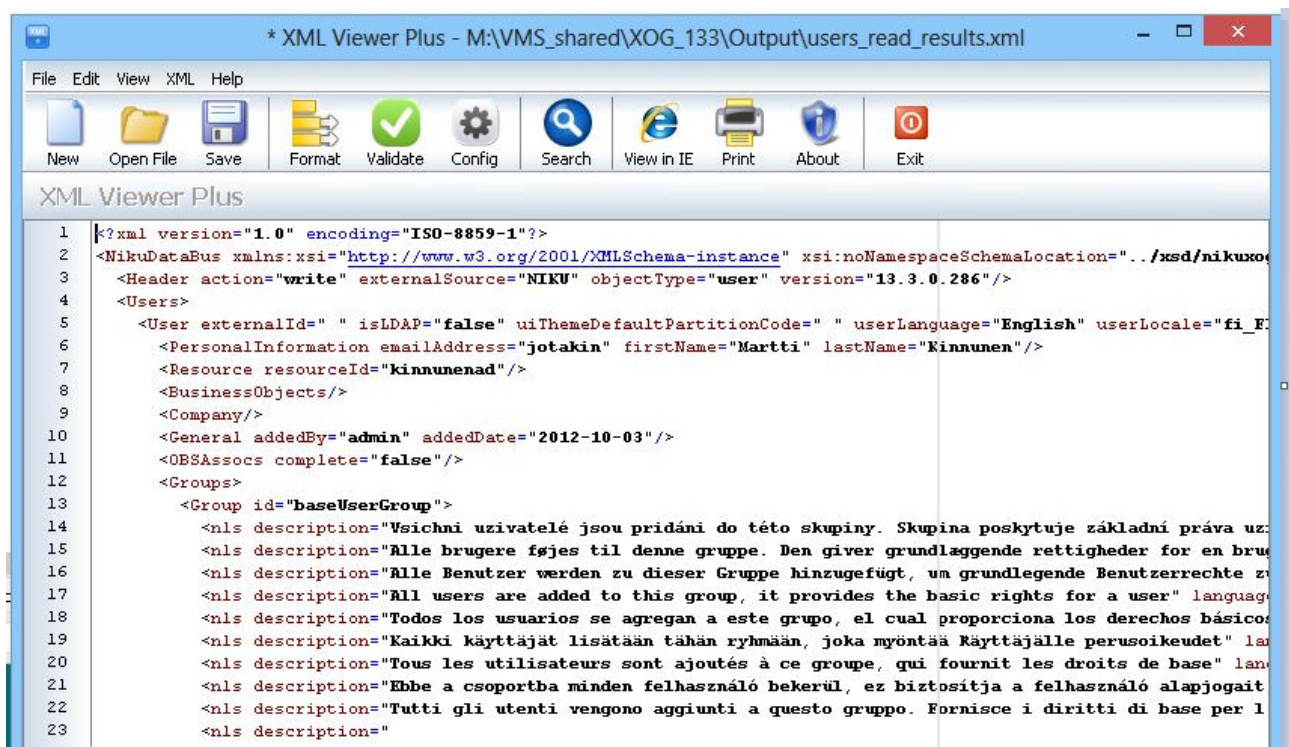 * XML Viewer Plus - M:\VMS_shared\XOG_133\Output\users_read_results.xml
File Edit View XML Help
New Open File Save Format Validate Config Search View in IE Print About Exit
XML Viewer Plus
1 <?xml version="1.0" encoding="ISO-8859-1"?>
2 <NikuDataBus xmlns:xsi="http://www.w3.org/2001/XMLSchema-instance" xsi:noNamespaceSchemaLocation="../xsd/nikuxog
3 <Header action="write" externalSource="NIKU" objectType="user" version="13.3.0.286"/>
4 <Users>
5 <User externalId=" " isLDAP="false" uiThemeDefaultPartitionCode=" " userLanguage="English" userLocale="fi_FI
6 <PersonalInformation emailAddress="jotakin" firstName="Martti" lastName="Kinnunen"/>
7 <Resource resourceId="kinnunenad"/>
8 <BusinessObjects/>
9 <Company/>
10 <General addedBy="admin" addedDate="2012-10-03"/>
11 <OBSAssocs complete="false"/>
12 <Groups>
13 <Group id="baseUserGroup">
14 <nls description="Vsichni uzivatelé jsou pridáni do této skupiny. Skupina poskytuje základní práva uzi
15 <nls description="Alle brugere føjes til denne gruppe. Den giver grundlæggende rettigheder for en brug
16 <nls description="Alle Benutzer werden zu dieser Gruppe hinzugefügt, um grundlegende Benutzerrechte z
17 <nls description="All users are added to this group, it provides the basic rights for a user" languag
18 <nls description="Todos los usuarios se agregan a este grupo, el cual proporciona los derechos básicos
19 <nls description="Kaikki käyttäjät lisätään tähän ryhmään, joka myöntää Käyttäjälle perusoikeudet" la
20 <nls description="Tous les utilisateurs sont ajoutés à ce groupe, qui fournit les droits de base" lan
21 <nls description="Ebbe a csoportba minden felhasználó bekerül, ez biztosítja a felhasználó alapjogait
22 <nls description="Tutti gli utenti vengono aggiunti a questo gruppo. Fornisce i diritti di base per l
23 <nls description="